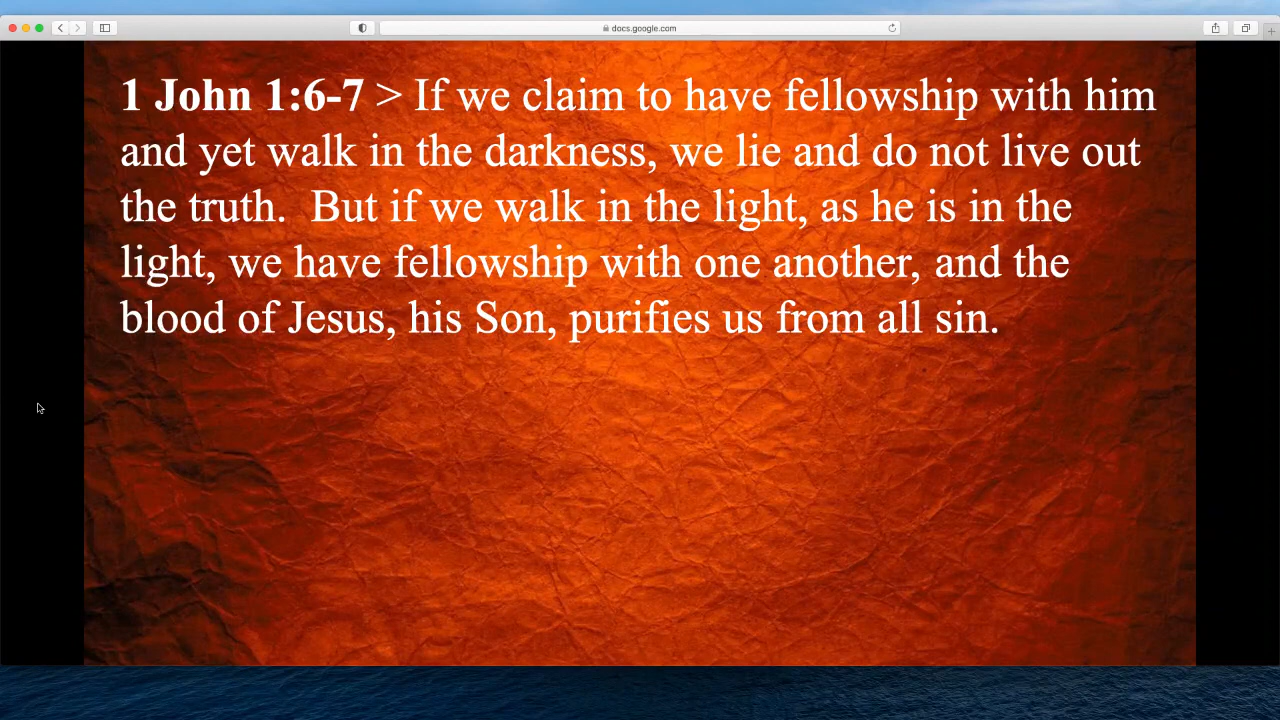 docs.google.com
1 John 1:6-7 > If we claim to have fellowship with him
and yet walk in the darkness, we lie and do not live out
the truth.  But if we walk in the light, as he is in the
light, we have fellowship with one another, and the
blood of Jesus, his Son, purifies us from all sin.